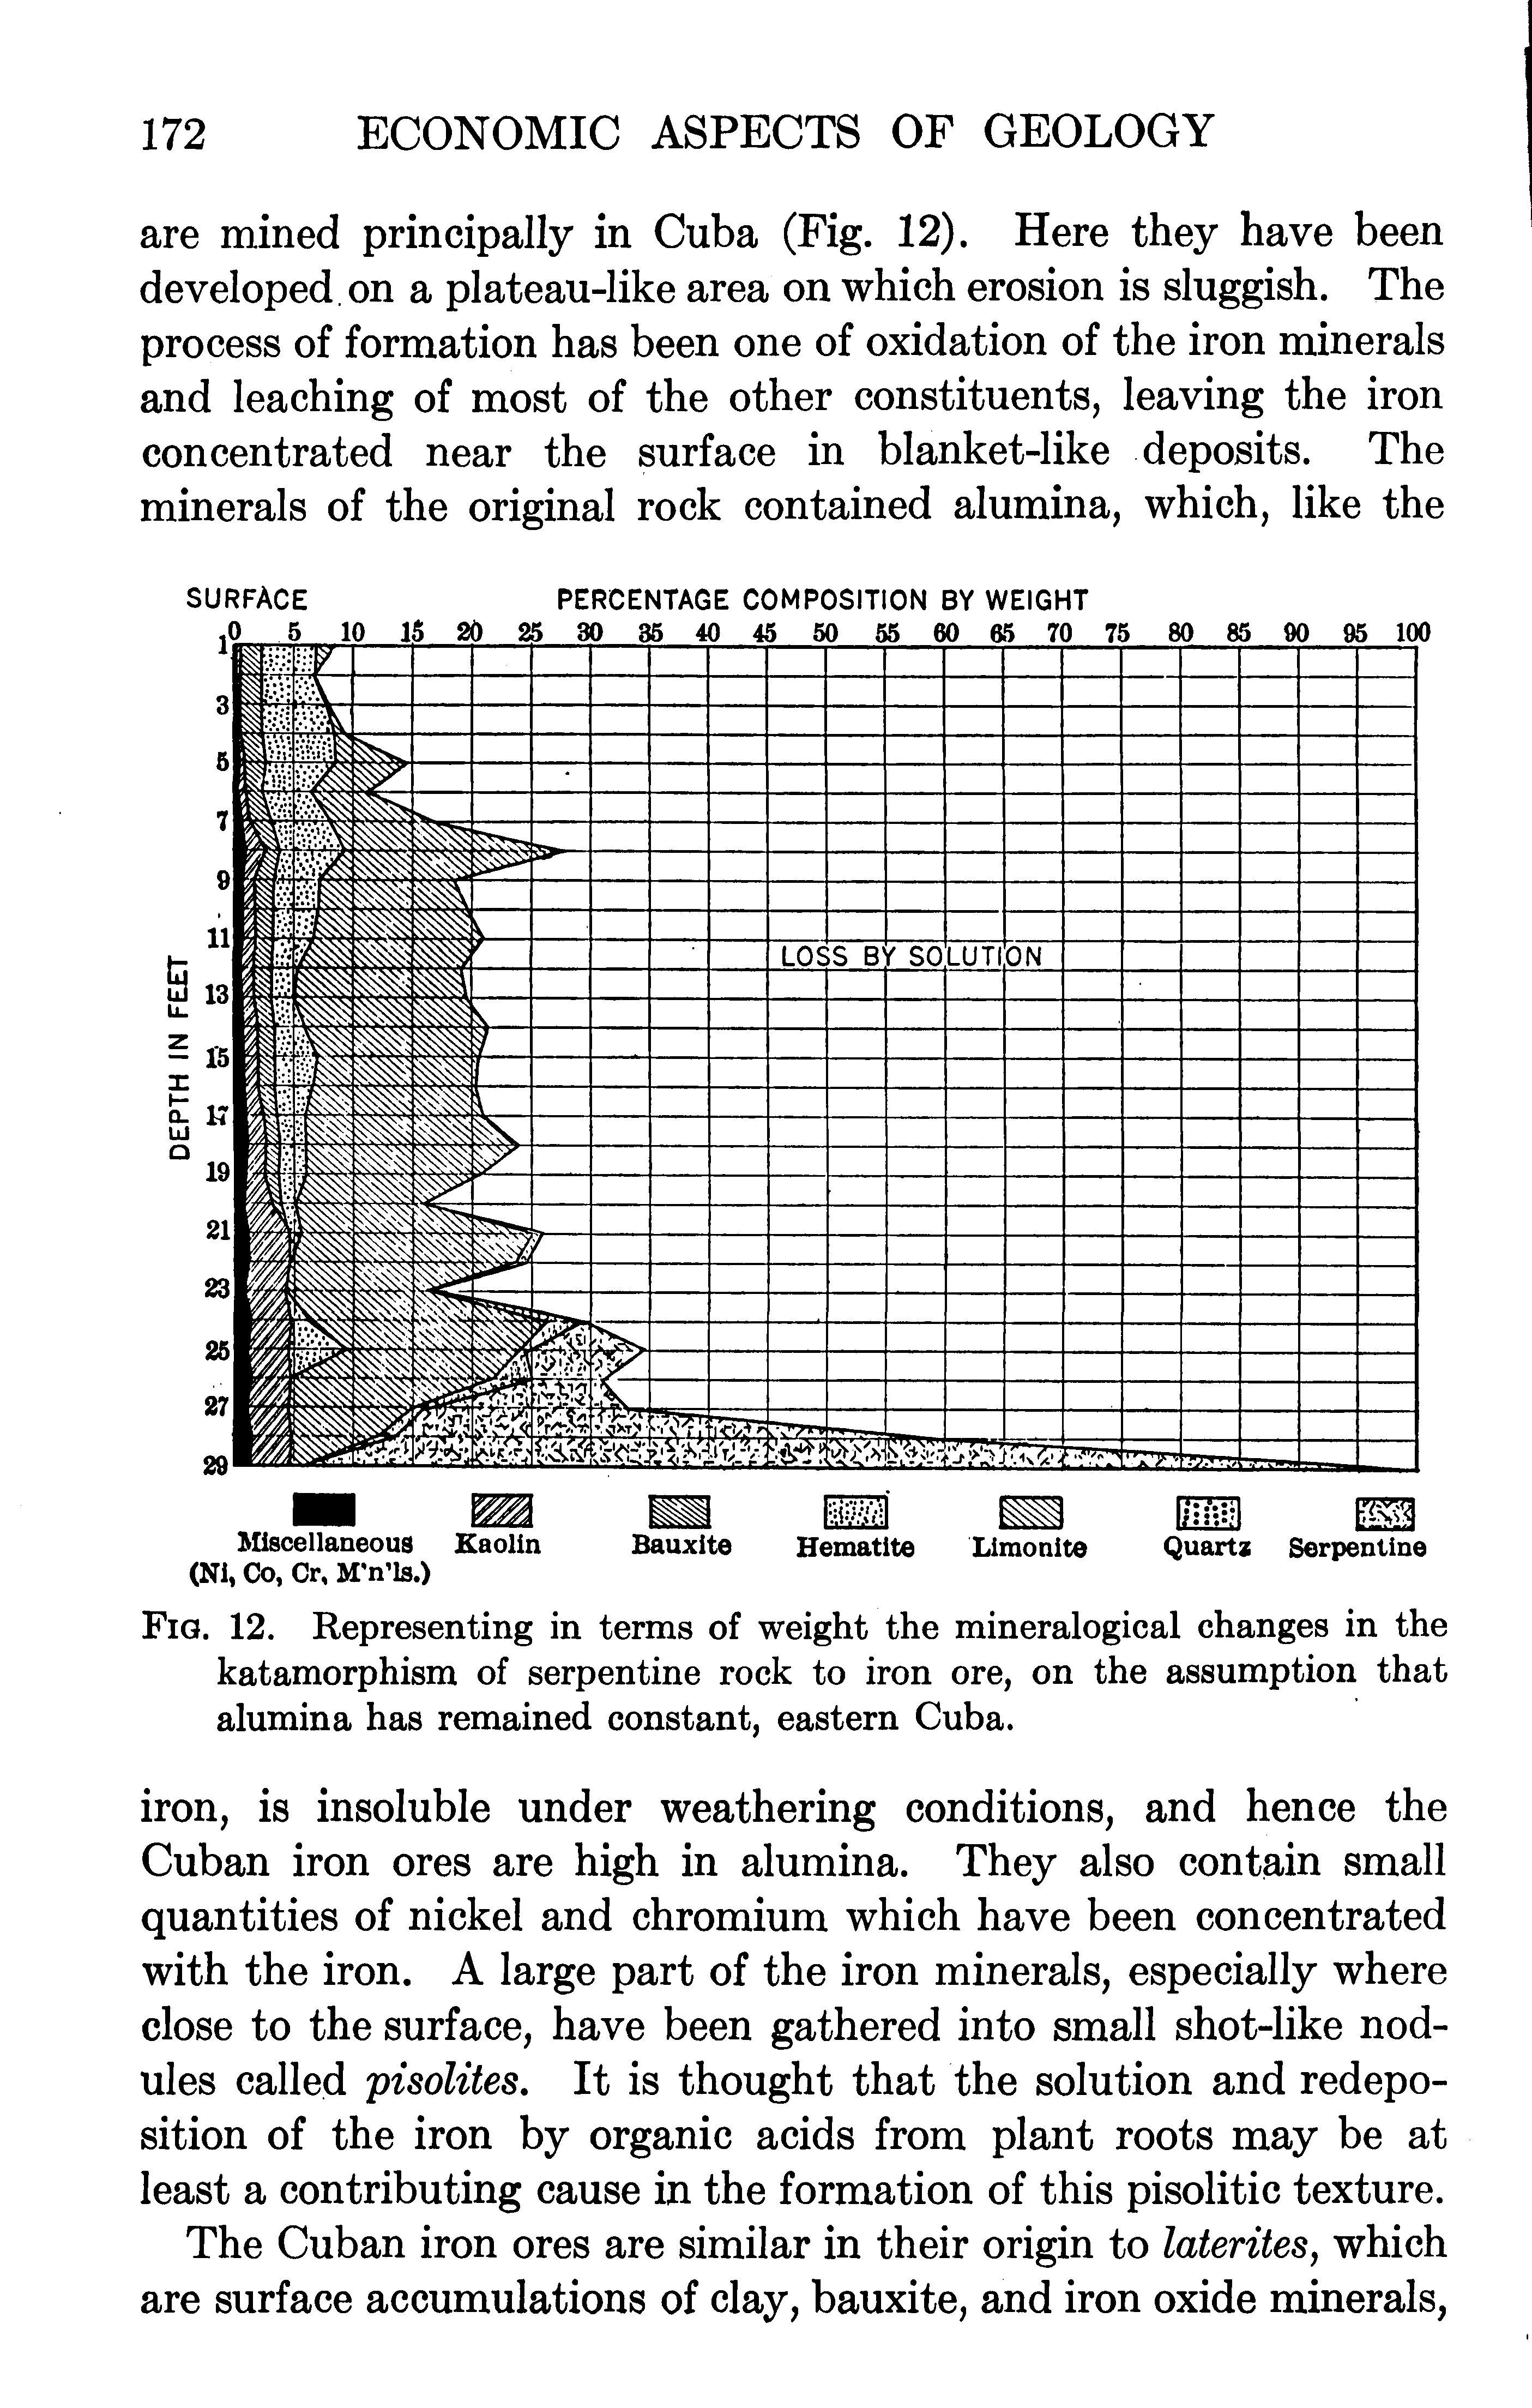 172 ECONOMIC ASPECTS OF GEOLOGY
are mined principally in Cuba (Fig. 12). Here they have been
developed on a plateau-like area on which erosion is sluggish. The
process of formation has been one of oxidation of the iron minerals
and leaching of most of the other constituents, leaving the iron
concentrated near the surface in blanket-like deposits. The
minerals of the original rock contained alumina, which, like the
SURFACE PERCENTAGE COMPOSITION BY WEIGHT
0 5 10 15 20 25 30 35 40 45 50 55 60 65 70 75 80 85 90 95 100
1
3
5
7
9
11
LOSS BY SOLUTION
13
15
17
19
21
23
25
27
29
DEPTH IN FEET
Miscellaneous Kaolin Bauxite Hematite Limonite Quartz Serpentine
(Ni, Co, Cr, M'n'ls.)
FIG. 12. Representing in terms of weight the mineralogical changes in the
katamorphism of serpentine rock to iron ore, on the assumption that
alumina has remained constant, eastern Cuba.
iron, is insoluble under weathering conditions, and hence the
Cuban iron ores are high in alumina. They also contain small
quantities of nickel and chromium which have been concentrated
with the iron. A large part of the iron minerals, especially where
close to the surface, have been gathered into small shot-like nod-
ules called pisolites. It is thought that the solution and redepo-
sition of the iron by organic acids from plant roots may be at
least a contributing cause in the formation of this pisolitic texture.
The Cuban iron ores are similar in their origin to laterites, which
are surface accumulations of clay, bauxite, and iron oxide minerals,